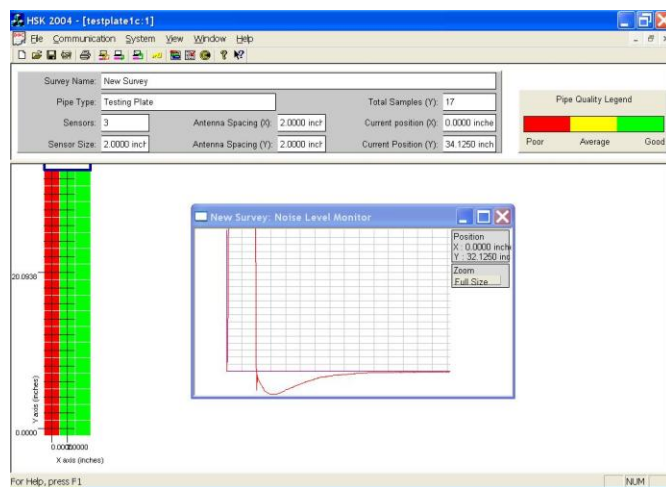 HSK 2004 - [testplate1c:1]
File Communication System View Window Help
Survey Name: New Survey
Pipe Type: Testing Plate Total Samples (Y): 17
Sensors: 3 Antenna Spacing (X): 2.0000 inch Current position (X): 0.0000 inche
Sensor Size: 2.0000 inch Antenna Spacing (Y): 2.0000 inch Current Position (Y): 34.1250 inch
Pipe Quality Legend
Poor Average Good
New Survey: Noise Level Monitor
Position
X : 0.0000 inche
Y : 32.1250 inc
Zoom
Full Size
20.0938
Y axis (inches)
0.0000
X axis (inches)
For Help, press F1
NUM